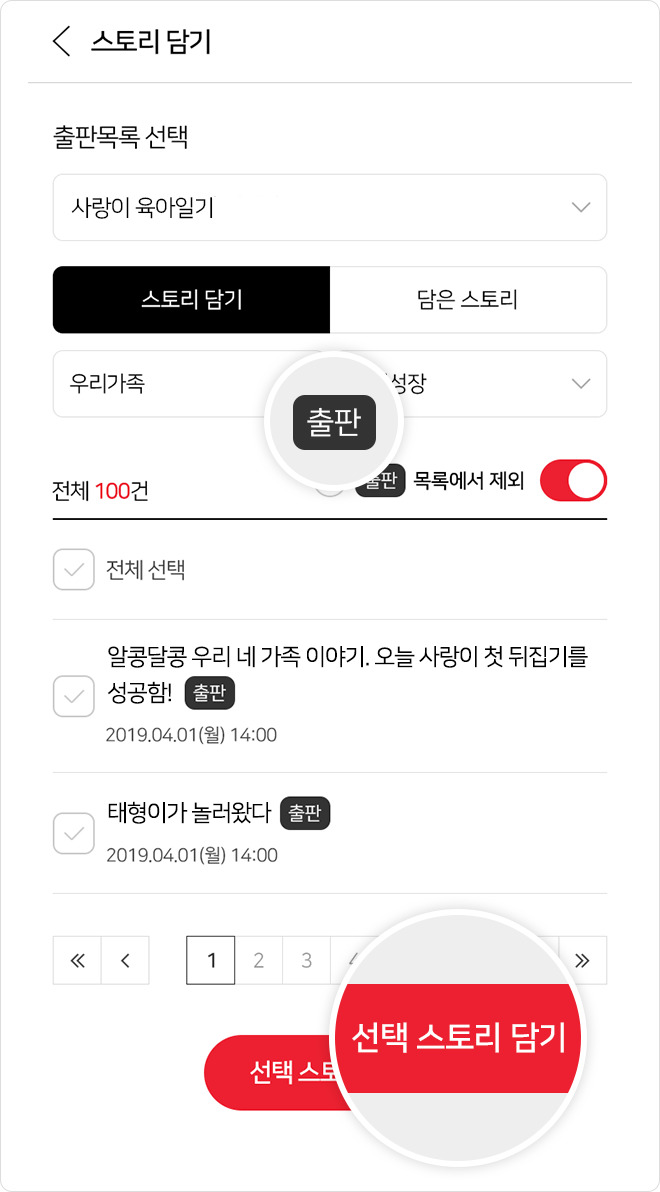 스토리 담기
출판목록 선택
사랑이 육아일기
스토리 담기 담은 스토리
우리가족 성장
출판
전체 100건 출판 목록에서 제외
전체 선택
알콩달콩 우리 네 가족 이야기. 오늘 사랑이 첫 뒤집기를
성공함! 출판
2019.04.01(월) 14:00
태형이가 놀러왔다 출판
2019.04.01(월) 14:00
« ‹ 1 2 3 »
선택 스토리 담기
선택